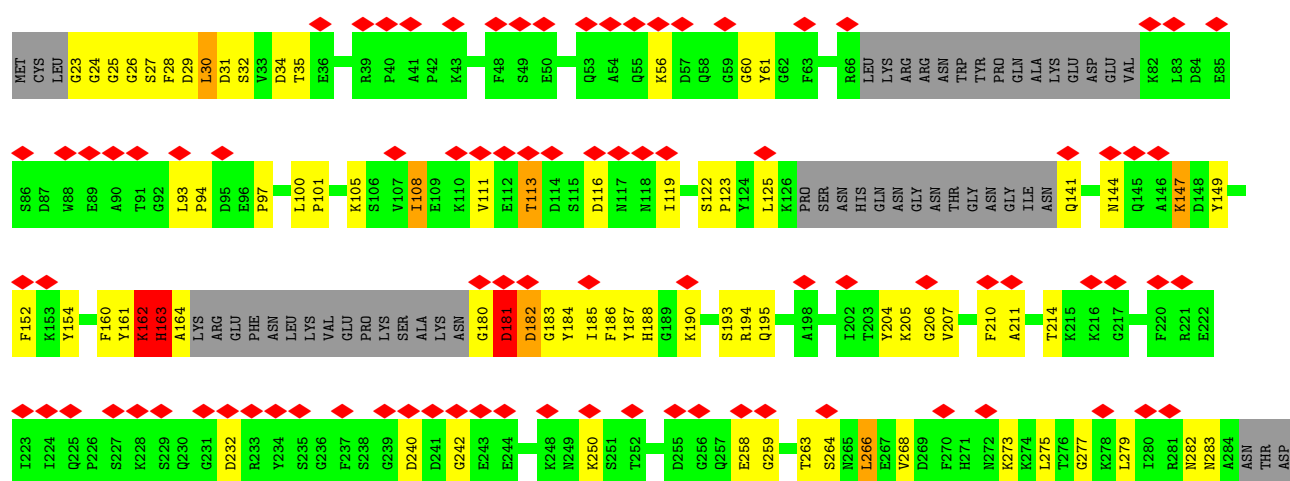 MET CYS LEU G23 G24 G25 G26 S27 F28 D29 L30 D31 S32 V33 D34 T35 E36 R39 P40 A41 P42 K43 F48 S49 E50 Q53 A54 Q55 K56 D57 Q58 G59 G60 Y61 G62 F63 R66 LEU LYS ARG ARG ASN TRP TYR PRO GLN ALA LYS GLU ASP GLU VAL K82 L83 D84 E85
S86 D87 W88 E89 A90 T91 G92 L93 P94 D95 E96 P97 L100 P101 K105 S106 V107 I108 E109 K110 V111 E112 T113 D114 S115 D116 N117 N118 I119 S122 P123 Y124 L125 K126 PRO SER ASN HIS GLN ASN GLY ASN THR GLY ASN GLY ILE ASN Q141 N144 Q145 A146 K147 D148 Y149
F152 K153 Y154 F160 Y161 K162 H163 A164 LYS ARG GLU PHE ASN LEU LYS VAL GLU PRO LYS SER ALA LYS ASN G180 D181 D182 G183 Y184 I185 F186 Y187 H188 G189 K190 S193 R194 Q195 A198 I202 T203 Y204 K205 G206 V207 F210 A211 T214 K215 K216 G217 F220 R221 E222
I223 I224 Q225 P226 S227 K228 S229 Q230 G231 D232 R233 Y234 S235 G236 F237 S238 G239 D240 D241 G242 E243 E244 K248 N249 K250 S251 T252 D255 G256 Q257 E258 G259 T263 S264 N265 L266 E267 V268 D269 F270 H271 N272 K273 K274 L275 T276 G277 K278 L279 I280 R281 N282 N283 A284 ASN THR ASP